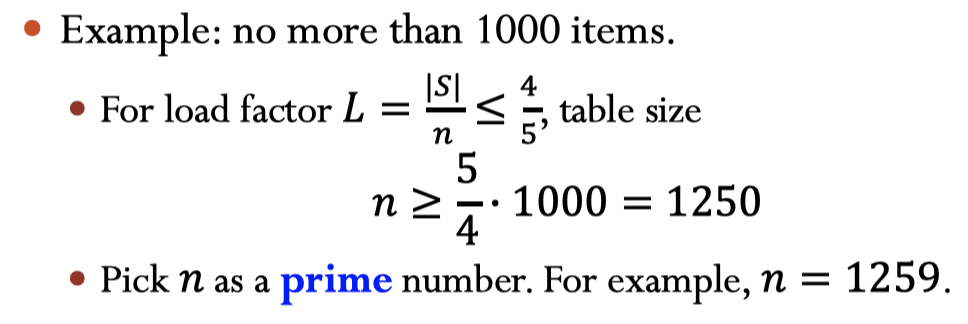 • Example: no more than 1000 items.
• For load factor L = |S|/n ≤ 4/5, table size
n ≥ 5/4 · 1000 = 1250
• Pick n as a prime number. For example, n = 1259.